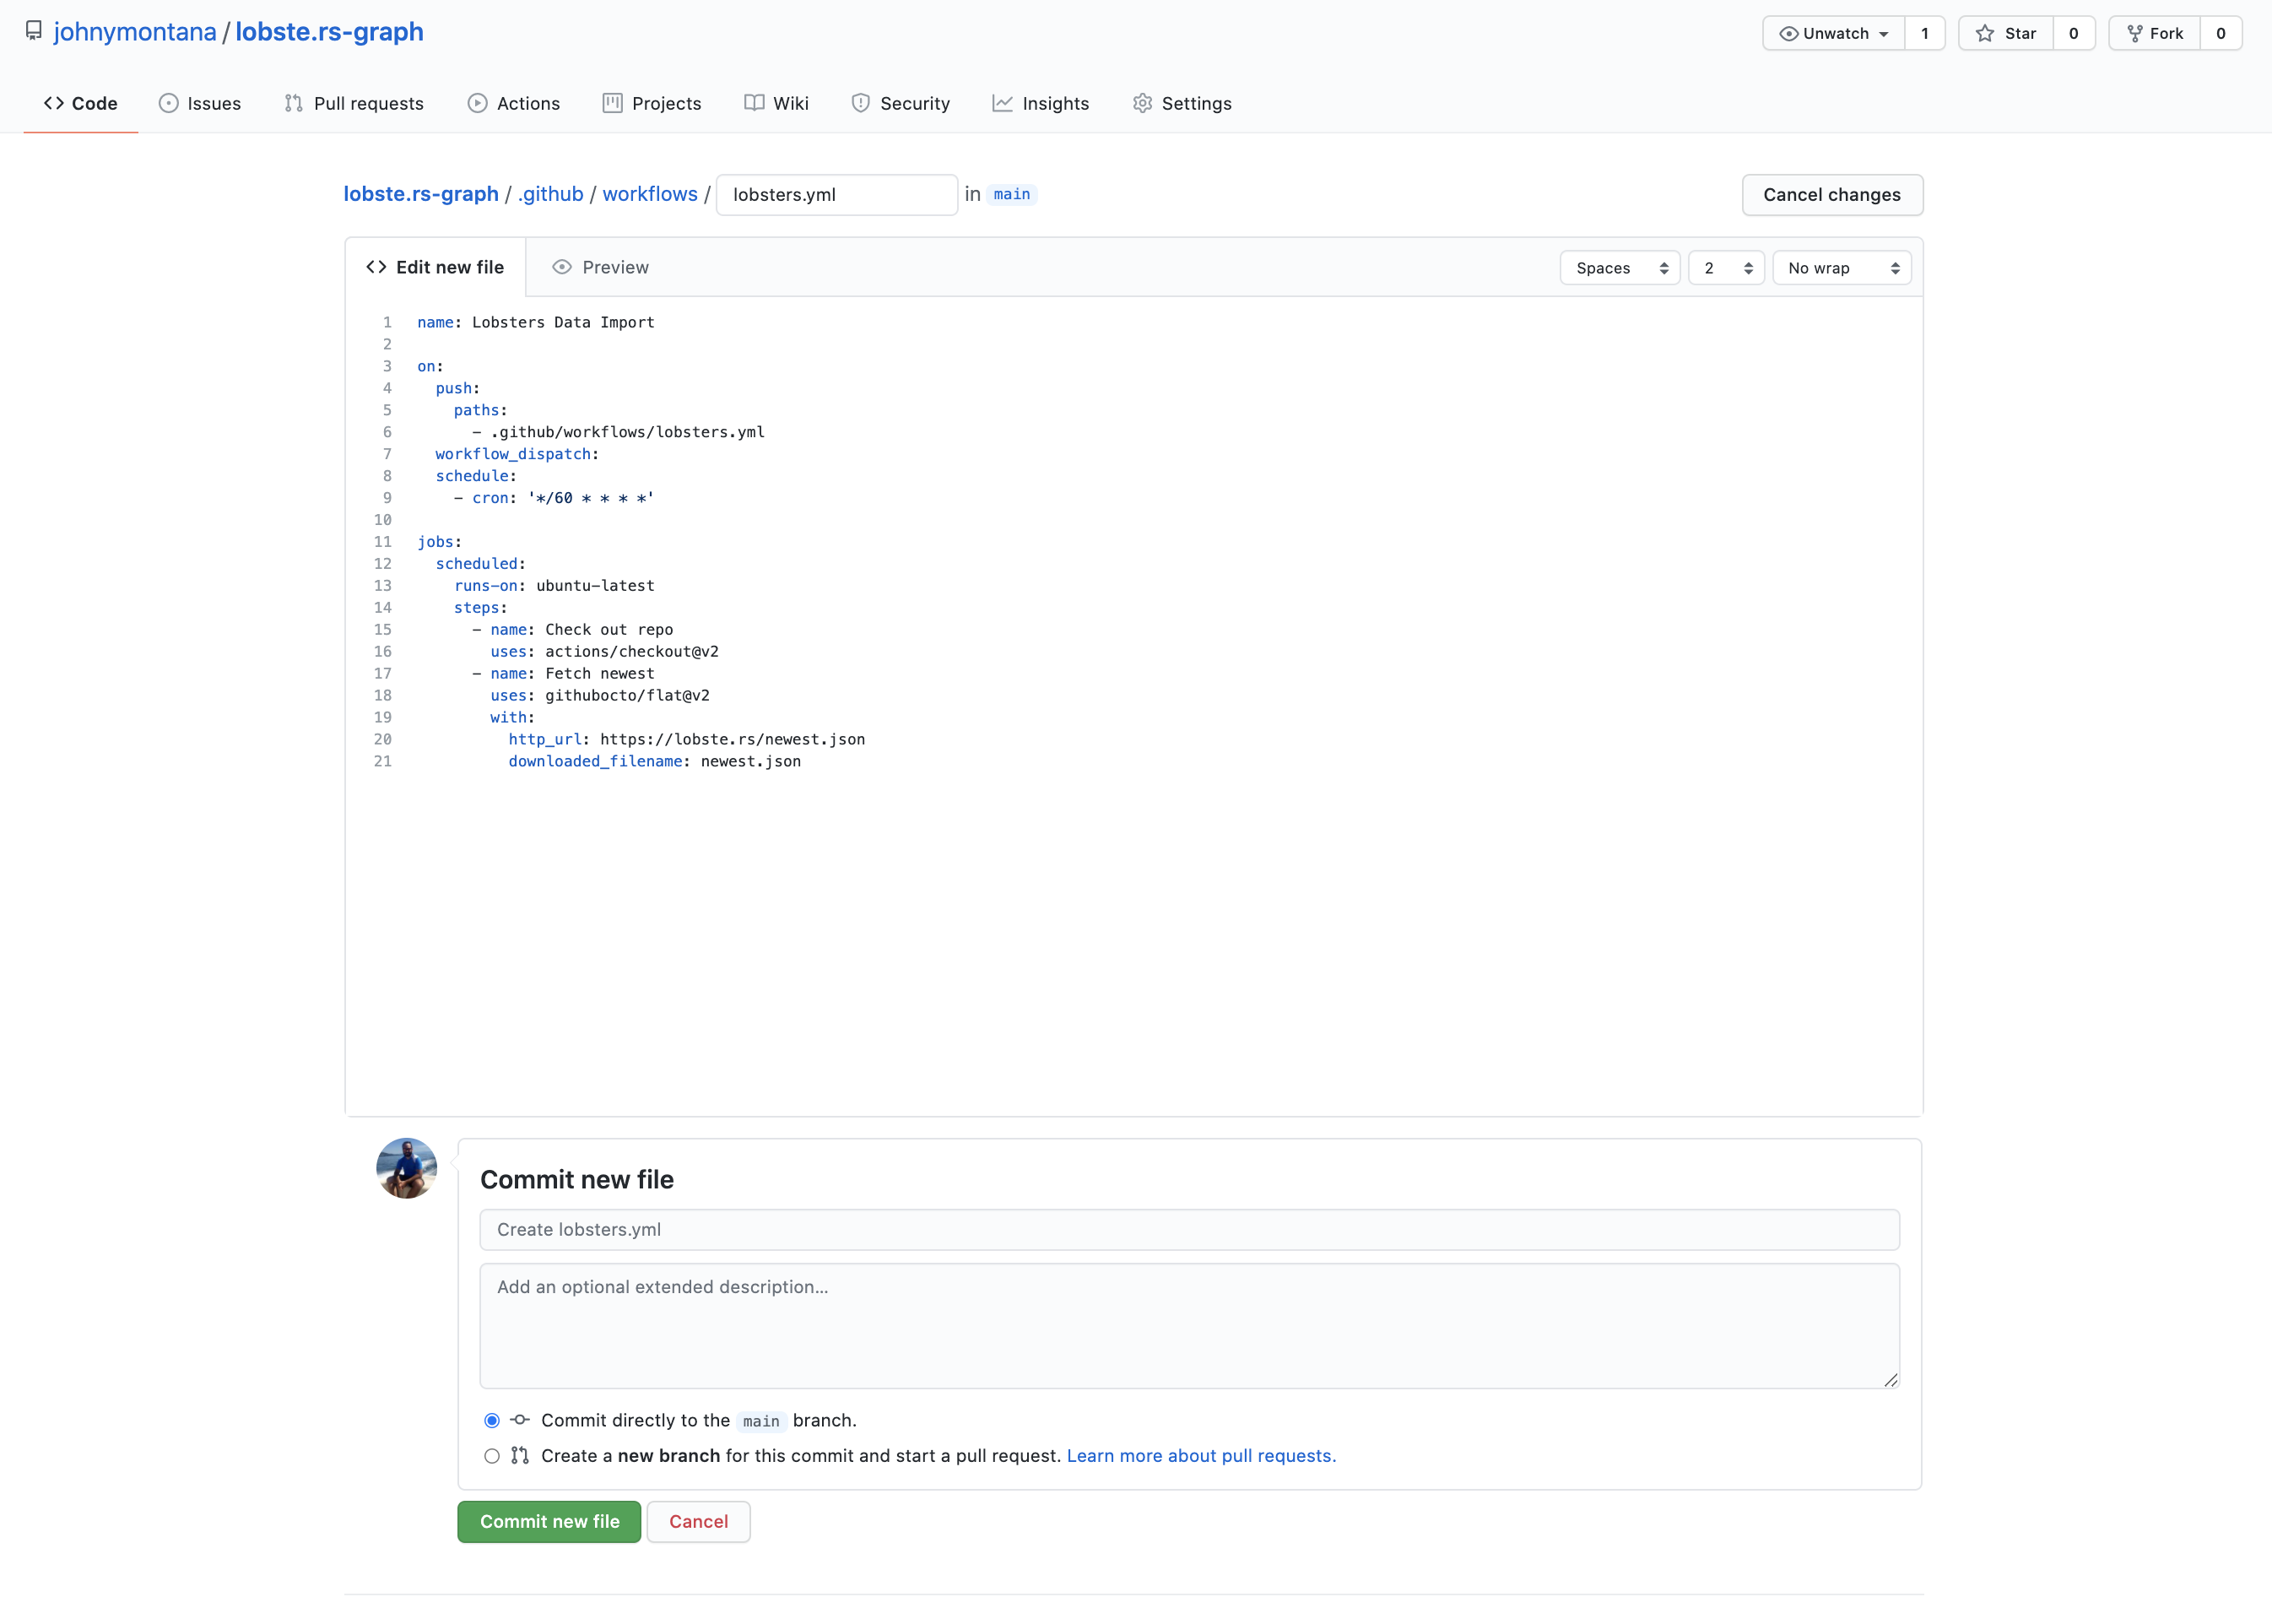 johnymontana / lobste.rs-graph
Unwatch 1 Star 0 Fork 0
Code Issues Pull requests Actions Projects Wiki Security Insights Settings
lobste.rs-graph / .github / workflows / lobsters.yml in main Cancel changes
Edit new file Preview Spaces 2 No wrap
1 name: Lobsters Data Import
2
3 on:
4   push:
5     paths:
6       - .github/workflows/lobsters.yml
7   workflow_dispatch:
8   schedule:
9     - cron: '*/60 * * * *'
10
11 jobs:
12   scheduled:
13     runs-on: ubuntu-latest
14     steps:
15       - name: Check out repo
16         uses: actions/checkout@v2
17       - name: Fetch newest
18         uses: githubocto/flat@v2
19         with:
20           http_url: https://lobste.rs/newest.json
21           downloaded_filename: newest.json
Commit new file
Create lobsters.yml
Add an optional extended description...
Commit directly to the main branch.
Create a new branch for this commit and start a pull request. Learn more about pull requests.
Commit new file Cancel